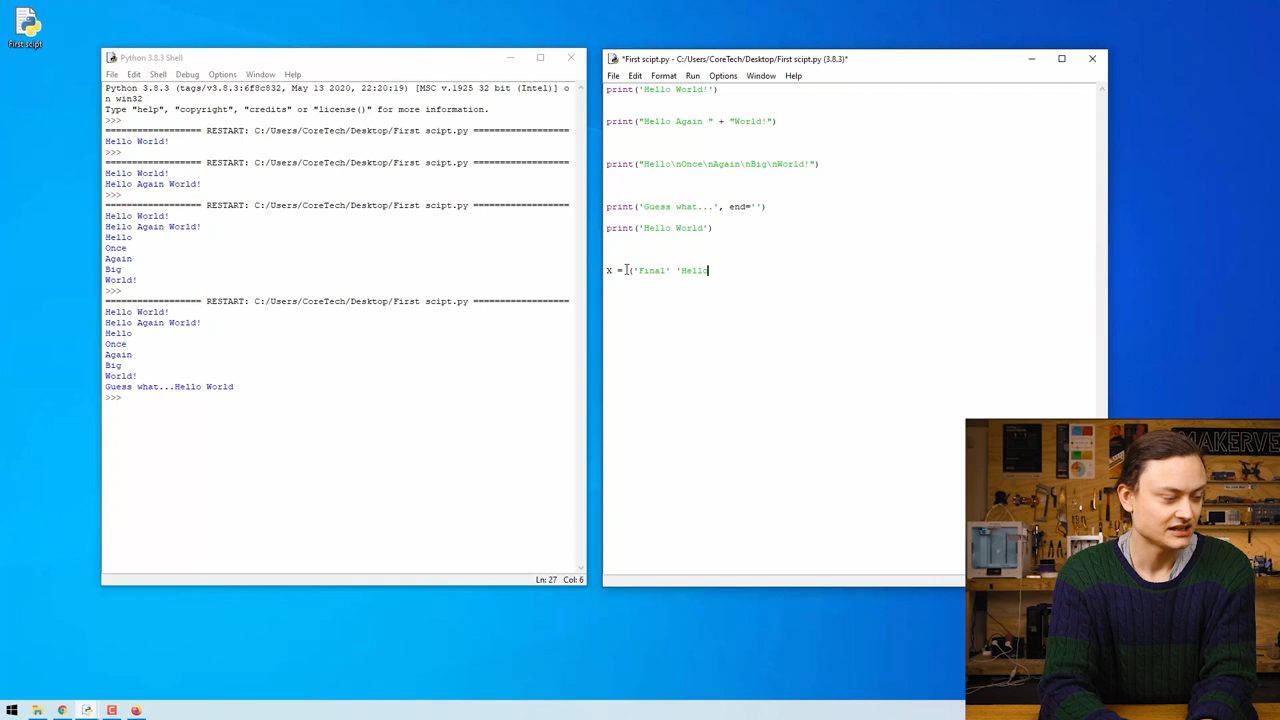 First scipt
Python 3.8.3 Shell
File Edit Shell Debug Options Window Help
Python 3.8.3 (tags/v3.8.3:6f8c832, May 13 2020, 22:20:19) [MSC v.1925 32 bit (Intel)] o
n win32
Type "help", "copyright", "credits" or "license()" for more information.
>>>
================== RESTART: C:/Users/CoreTech/Desktop/First scipt.py ==================
Hello World!
>>>
================== RESTART: C:/Users/CoreTech/Desktop/First scipt.py ==================
Hello World!
Hello Again World!
>>>
================== RESTART: C:/Users/CoreTech/Desktop/First scipt.py ==================
Hello World!
Hello Again World!
Hello
Once
Again
Big
World!
>>>
================== RESTART: C:/Users/CoreTech/Desktop/First scipt.py ==================
Hello World!
Hello Again World!
Hello
Once
Again
Big
World!
Guess what...Hello World
>>>
Ln: 27 Col: 6
*First scipt.py - C:/Users/CoreTech/Desktop/First scipt.py (3.8.3)*
File Edit Format Run Options Window Help
print('Hello World!')
print("Hello Again " + "World!")
print("Hello\nOnce\nAgain\nBig\nWorld!")
print('Guess what...', end='')
print('Hello World')
X = ('Final' 'Hello
MAKERVE